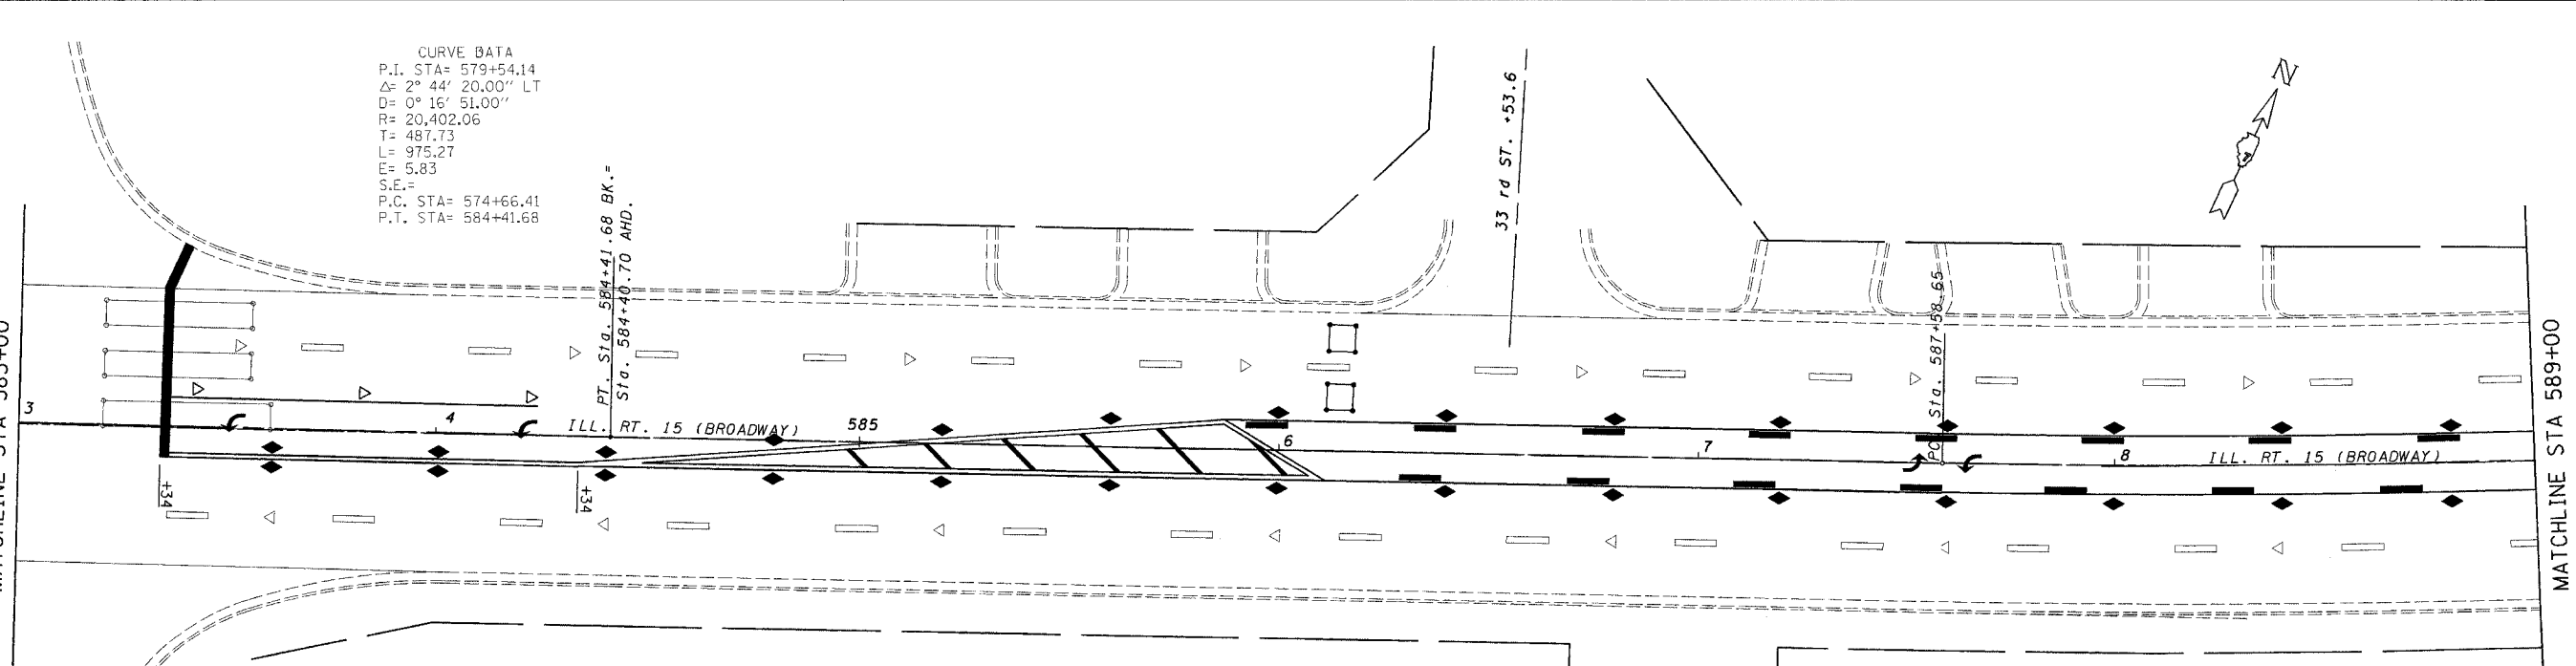 CURVE DATA
P.I. STA= 579+54.14
Δ= 2° 44' 20.00" LT
D= 0° 16' 51.00"
R= 20,402.06
T= 487.73
L= 975.27
E= 5.83
S.E.=
P.C. STA= 574+66.41
P.T. STA= 584+41.68
PT. Sta. 584+41.68 BK.=
Sta. 584+40.70 AHD.
33 rd ST. +53.6
N
PC Sta. 587+58.65
3
4
ILL. RT. 15 (BROADWAY)
585
6
7
8
ILL. RT. 15 (BROADWAY)
+34
+34
MATCHLINE STA 589+00